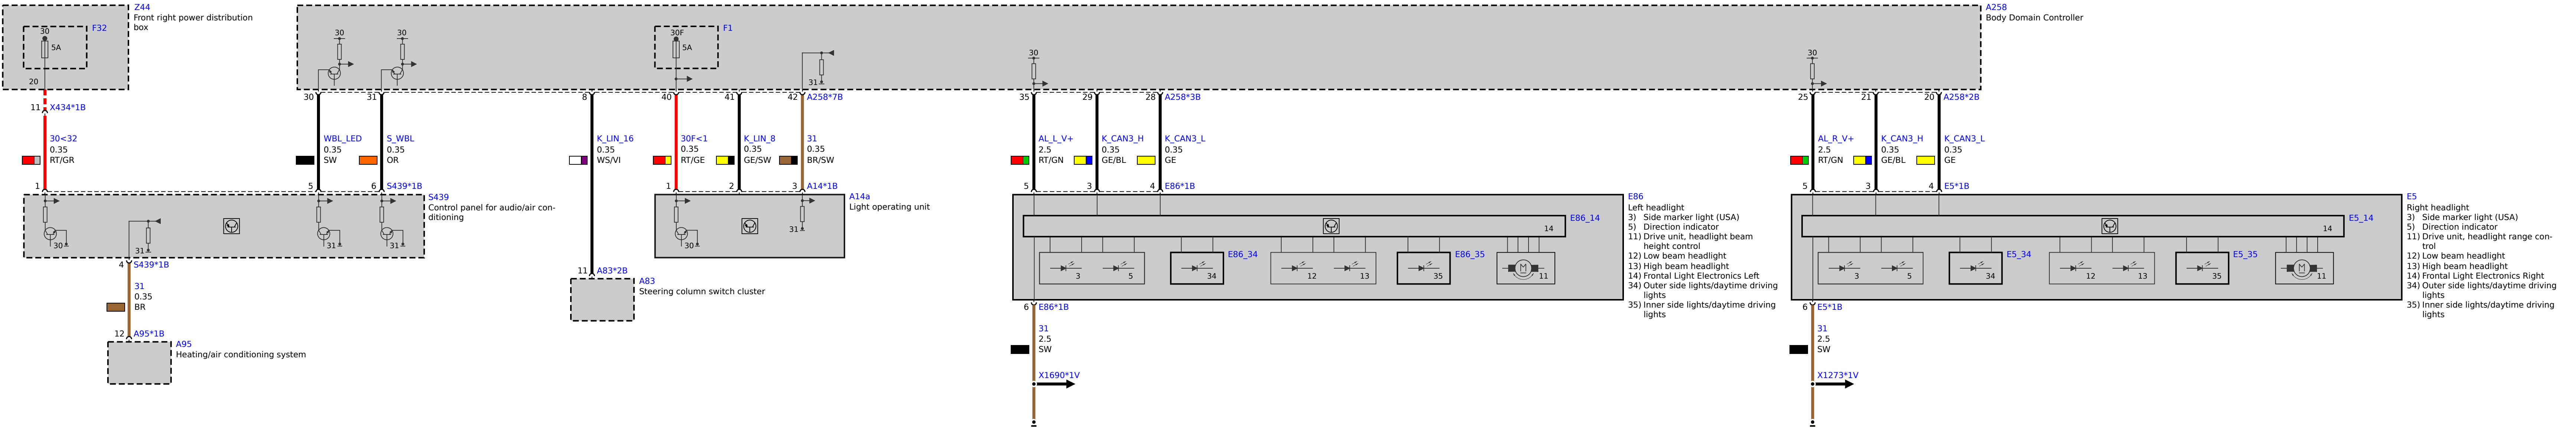 Z44
Front right power distribution
box
F32
30
5A
20
A258
Body Domain Controller
30
30
F1
30F
5A
31
30
30
11
X434*1B
30
31
8
40
41
42
A258*7B
35
29
28
A258*3B
25
21
20
A258*2B
30<32
0.35
RT/GR
WBL_LED
0.35
SW
S_WBL
0.35
OR
K_LIN_16
0.35
WS/VI
30F<1
0.35
RT/GE
K_LIN_8
0.35
GE/SW
31
0.35
BR/SW
AL_L_V+
2.5
RT/GN
K_CAN3_H
0.35
GE/BL
K_CAN3_L
0.35
GE
AL_R_V+
2.5
RT/GN
K_CAN3_H
0.35
GE/BL
K_CAN3_L
0.35
GE
1
5
6
S439*1B
1
2
3
A14*1B
5
3
4
E86*1B
5
3
4
E5*1B
S439
Control panel for audio/air con-
ditioning
30
31
31
31
A14a
Light operating unit
30
31
E86
Left headlight
3) Side marker light (USA)
5) Direction indicator
11) Drive unit, headlight beam
height control
12) Low beam headlight
13) High beam headlight
14) Frontal Light Electronics Left
34) Outer side lights/daytime driving
lights
35) Inner side lights/daytime driving
lights
E86_14
14
3
5
E86_34
34
12
13
E86_35
35
M
11
E5
Right headlight
3) Side marker light (USA)
5) Direction indicator
11) Drive unit, headlight range con-
trol
12) Low beam headlight
13) High beam headlight
14) Frontal Light Electronics Right
34) Outer side lights/daytime driving
lights
35) Inner side lights/daytime driving
lights
E5_14
14
3
5
E5_34
34
12
13
E5_35
35
M
11
4
S439*1B
31
0.35
BR
12
A95*1B
A95
Heating/air conditioning system
11
A83*2B
A83
Steering column switch cluster
6
E86*1B
31
2.5
SW
X1690*1V
6
E5*1B
31
2.5
SW
X1273*1V